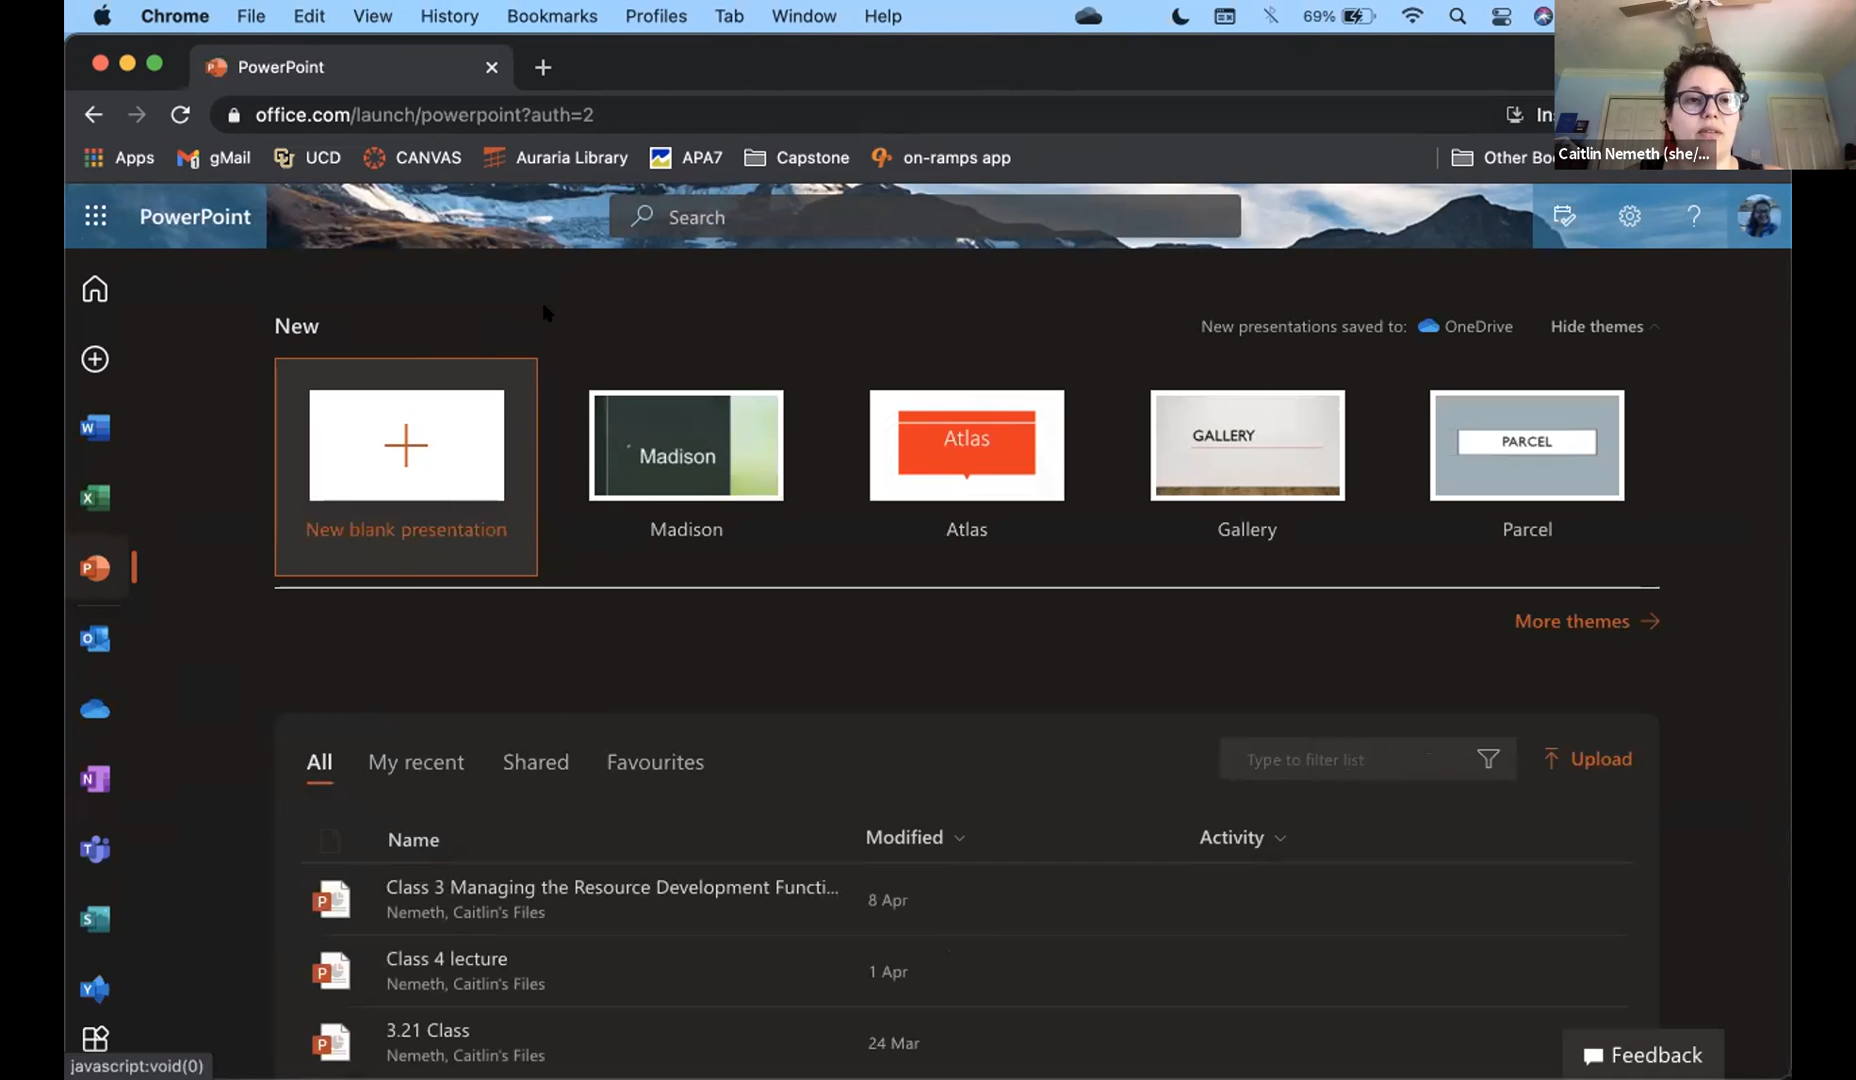 Chrome File Edit View History Bookmarks Profiles Tab Window Help 69%
PowerPoint
office.com/launch/powerpoint?auth=2 In
Apps gMail UCD CANVAS Auraria Library APA7 Capstone on-ramps app Other Bo
Caitlin Nemeth (she/...
PowerPoint Search
New New presentations saved to: OneDrive Hide themes
Madison Atlas GALLERY PARCEL
New blank presentation Madison Atlas Gallery Parcel
More themes
All My recent Shared Favourites Type to filter list Upload
Name Modified Activity
Class 3 Managing the Resource Development Functi...
Nemeth, Caitlin's Files
8 Apr
Class 4 lecture
Nemeth, Caitlin's Files
1 Apr
3.21 Class
Nemeth, Caitlin's Files
24 Mar
javascript:void(0)
Feedback